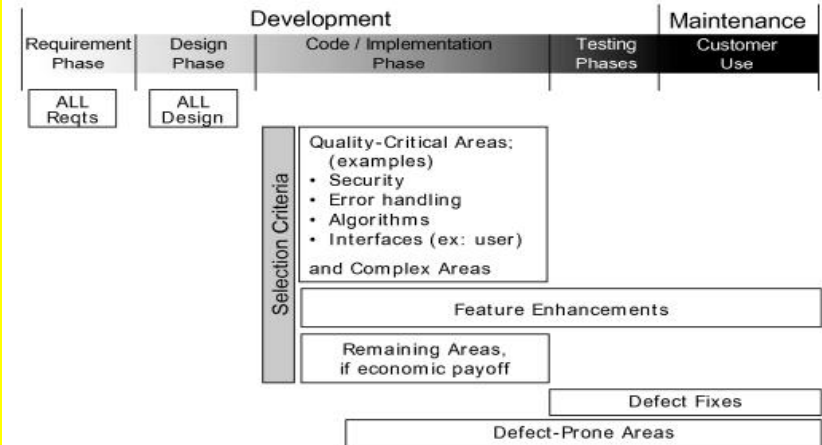 Development
Maintenance
Requirement Phase
Design Phase
Code / Implementation Phase
Testing Phases
Customer Use
ALL Reqts
ALL Design
Selection Criteria
Quality-Critical Areas;
(examples)
• Security
• Error handling
• Algorithms
• Interfaces (ex: user)
and Complex Areas
Feature Enhancements
Remaining Areas,
if economic payoff
Defect Fixes
Defect-Prone Areas